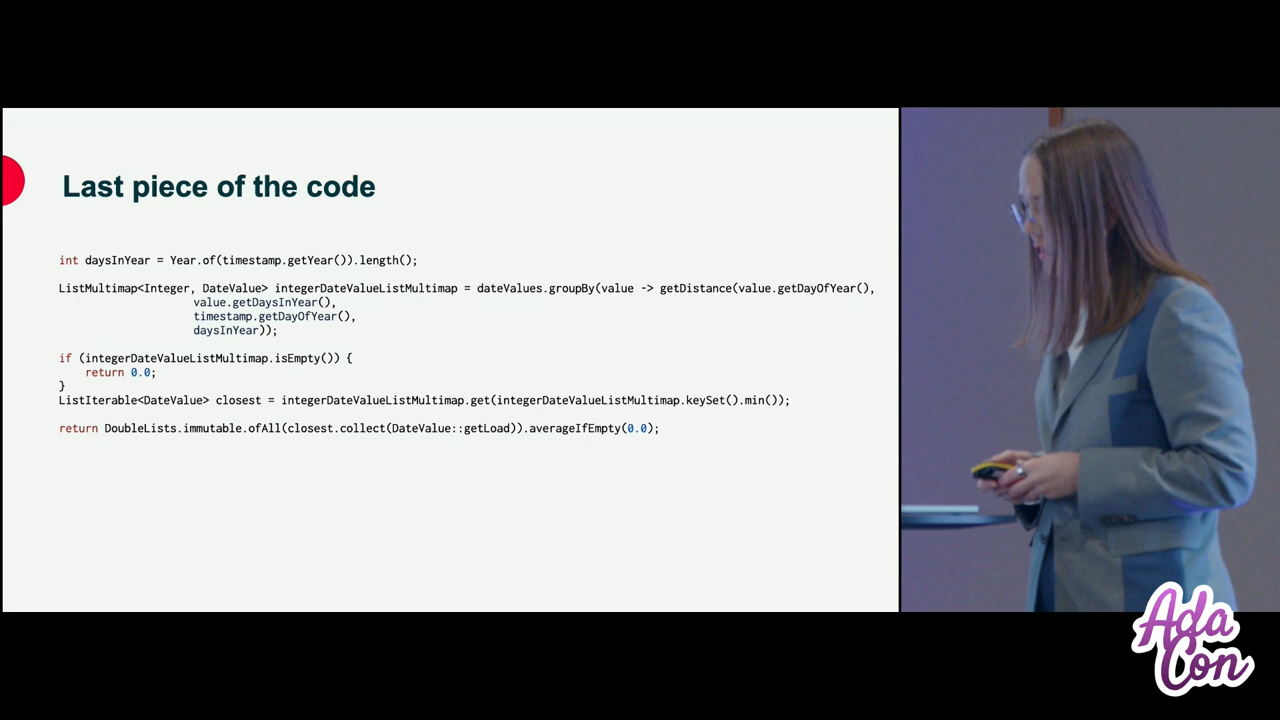 Last piece of the code
int daysInYear = Year.of(timestamp.getYear()).length();
ListMultimap<Integer, DateValue> integerDateValueListMultimap = dateValues.groupBy(value -> getDistance(value.getDayOfYear(),
value.getDaysInYear(),
timestamp.getDayOfYear(),
daysInYear));
if (integerDateValueListMultimap.isEmpty()) {
return 0.0;
}
ListIterable<DateValue> closest = integerDateValueListMultimap.get(integerDateValueListMultimap.keySet().min());
return DoubleLists.immutable.ofAll(closest.collect(DateValue::getLoad)).averageIfEmpty(0.0);
Ada
Con